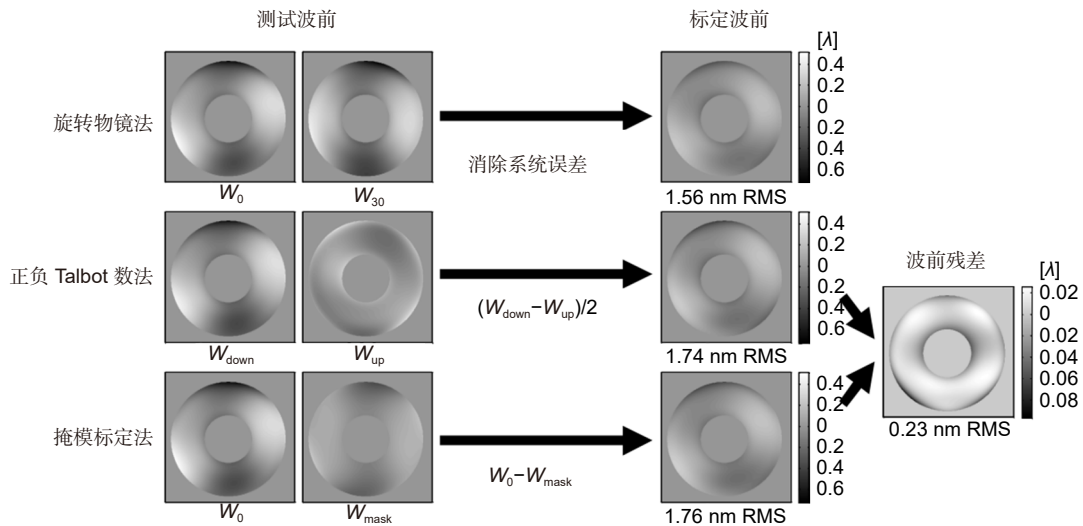 测试波前
标定波前
[λ]
旋转物镜法
W0
W30
消除系统误差
1.56 nm RMS
0.4
0.2
0
0.2
0.4
0.6
正负 Talbot 数法
Wdown
Wup
(Wdown−Wup)/2
1.74 nm RMS
0.4
0.2
0
0.2
0.4
0.6
掩模标定法
W0
Wmask
W0−Wmask
1.76 nm RMS
0.4
0.2
0
0.2
0.4
0.6
波前残差
[λ]
0.02
0
0.02
0.04
0.06
0.08
0.23 nm RMS